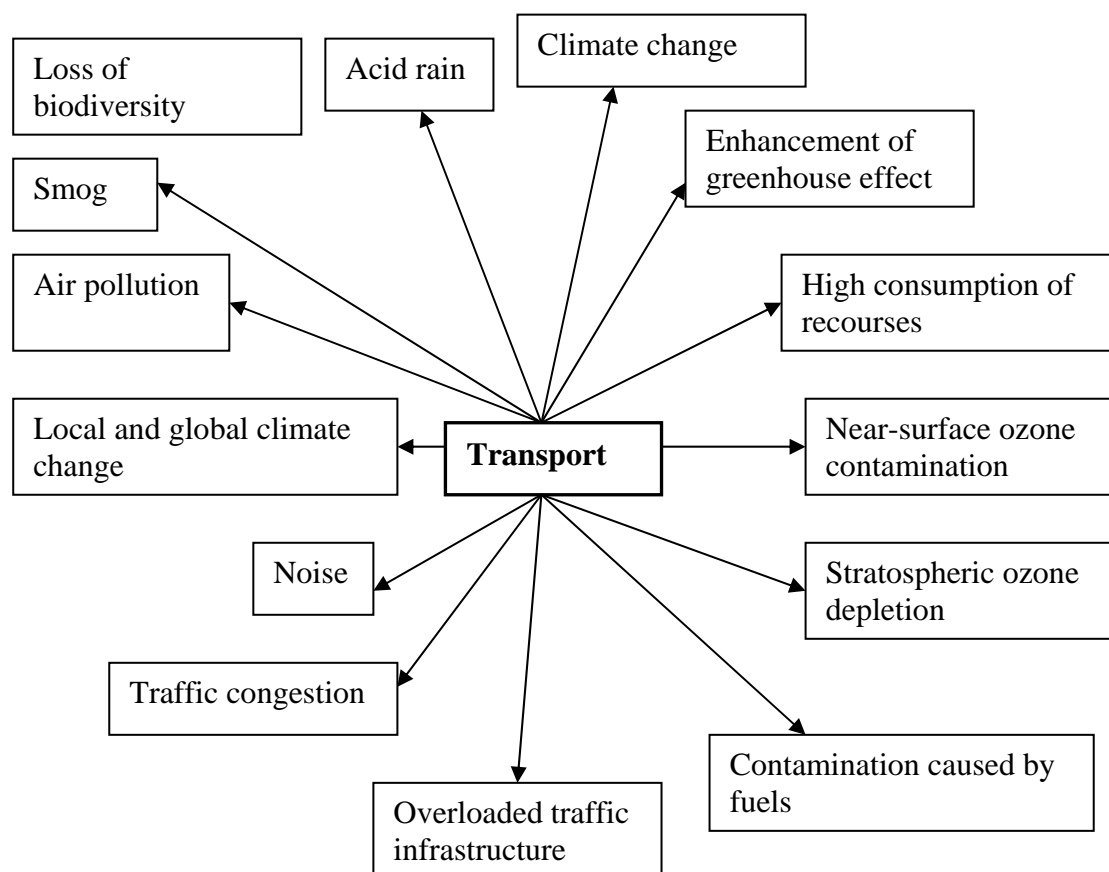 Climate change
Loss of
biodiversity
Acid rain
Enhancement of
greenhouse effect
Smog
Air pollution
High consumption of
recourses
Local and global climate
change
Transport
Near-surface ozone
contamination
Noise
Stratospheric ozone
depletion
Traffic congestion
Contamination caused by
fuels
Overloaded traffic
infrastructure